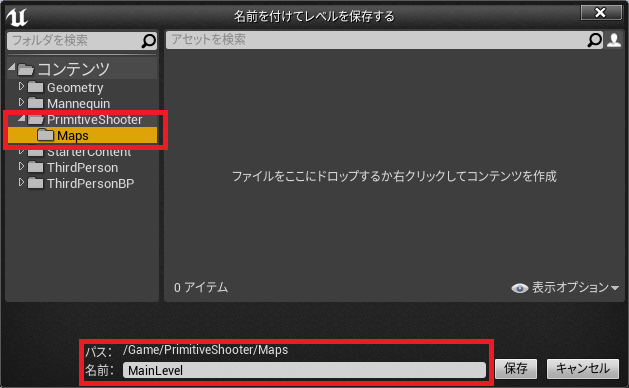 名前を付けてレベルを保存する
フォルダを検索
アセットを検索
コンテンツ
Geometry
Mannequin
PrimitiveShooter
Maps
StarterContent
ThirdPerson
ThirdPersonBP
ファイルをここにドロップするか右クリックしてコンテンツを作成
0 アイテム
表示オプション
パス: /Game/PrimitiveShooter/Maps
名前: MainLevel
保存
キャンセル